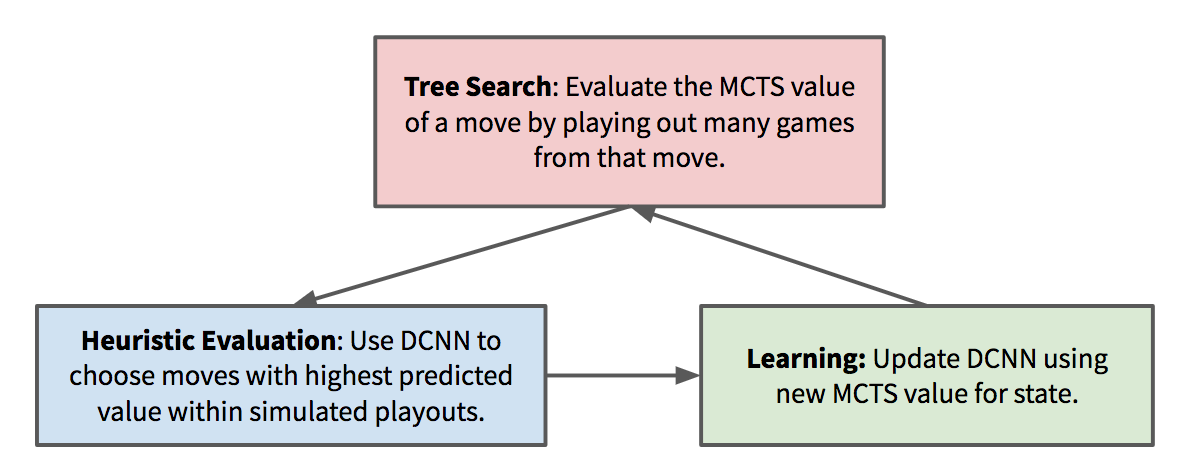 Tree Search: Evaluate the MCTS value
of a move by playing out many games
from that move.
Heuristic Evaluation: Use DCNN to
choose moves with highest predicted
value within simulated playouts.
Learning: Update DCNN using
new MCTS value for state.